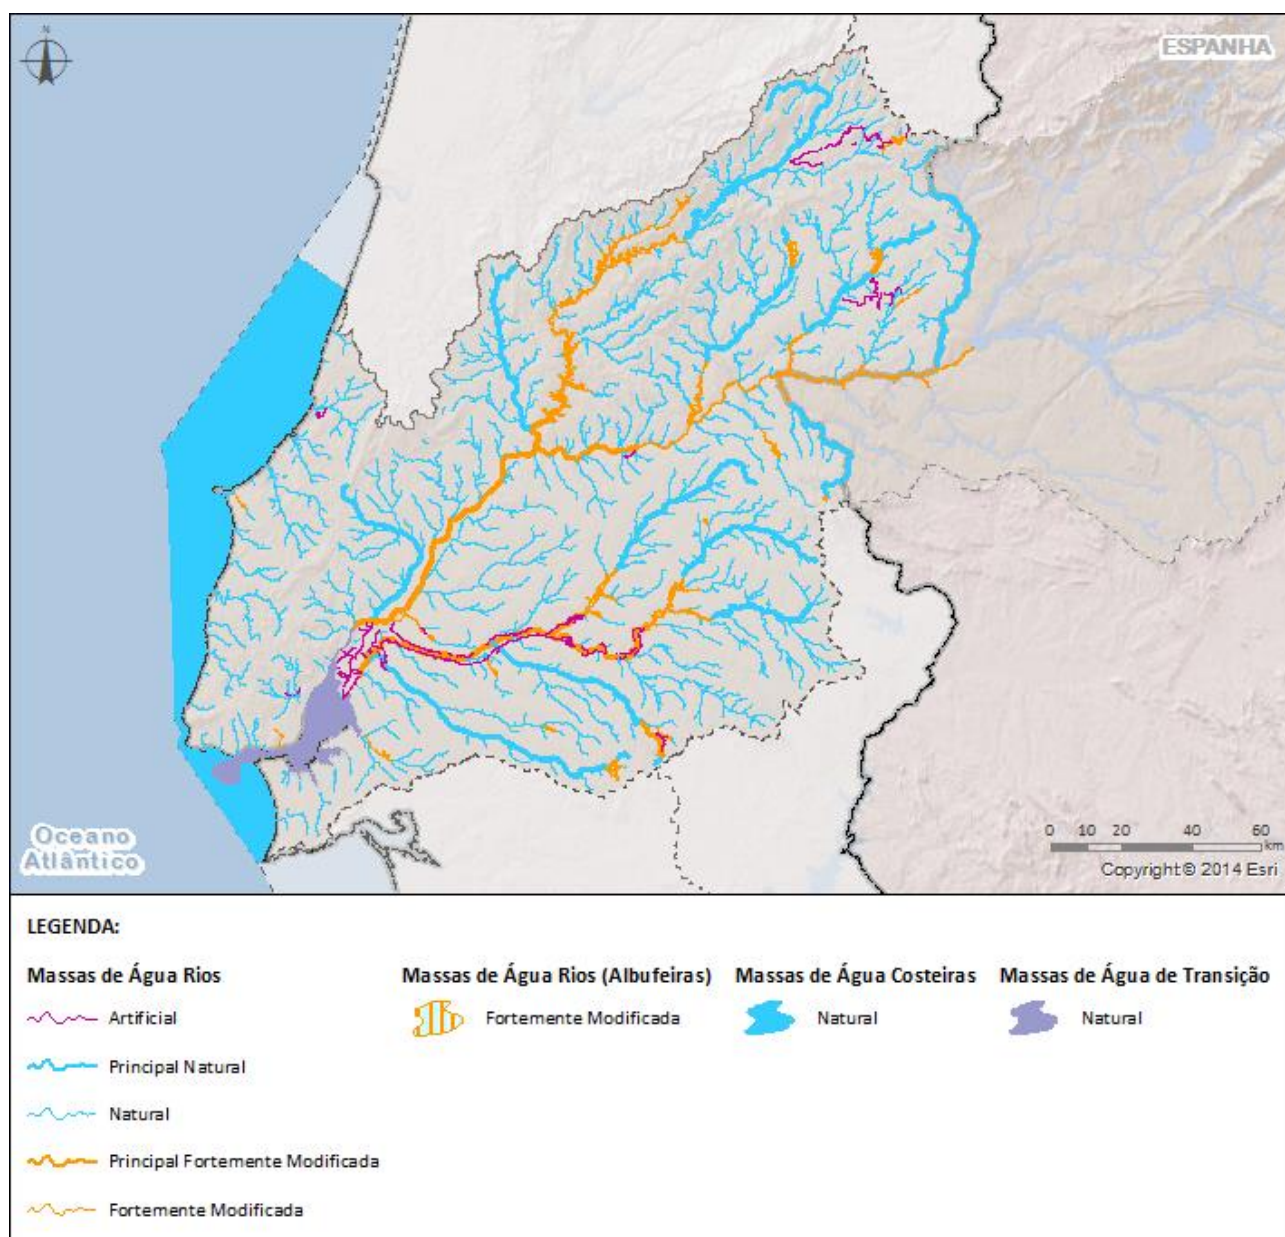 N
ESPANHA
Oceano
Atlântico
0 10 20 40 60
km
Copyright © 2014 Esri
LEGENDA:
Massas de Água Rios
Artificial
Principal Natural
Natural
Principal Fortemente Modificada
Fortemente Modificada
Massas de Água Rios (Albufeiras)
Fortemente Modificada
Massas de Água Costeiras
Natural
Massas de Água de Transição
Natural